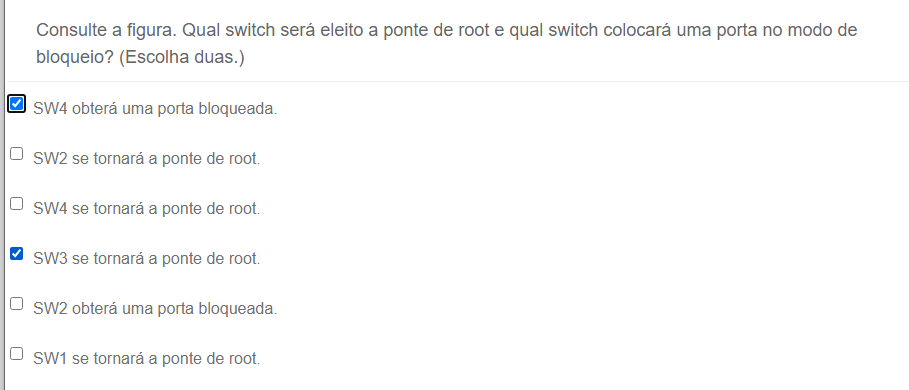 Consulte a figura. Qual switch será eleito a ponte de root e qual switch colocará uma porta no modo de
bloqueio? (Escolha duas.)
SW4 obterá uma porta bloqueada.
SW2 se tornará a ponte de root.
SW4 se tornará a ponte de root.
SW3 se tornará a ponte de root.
SW2 obterá uma porta bloqueada.
SW1 se tornará a ponte de root.